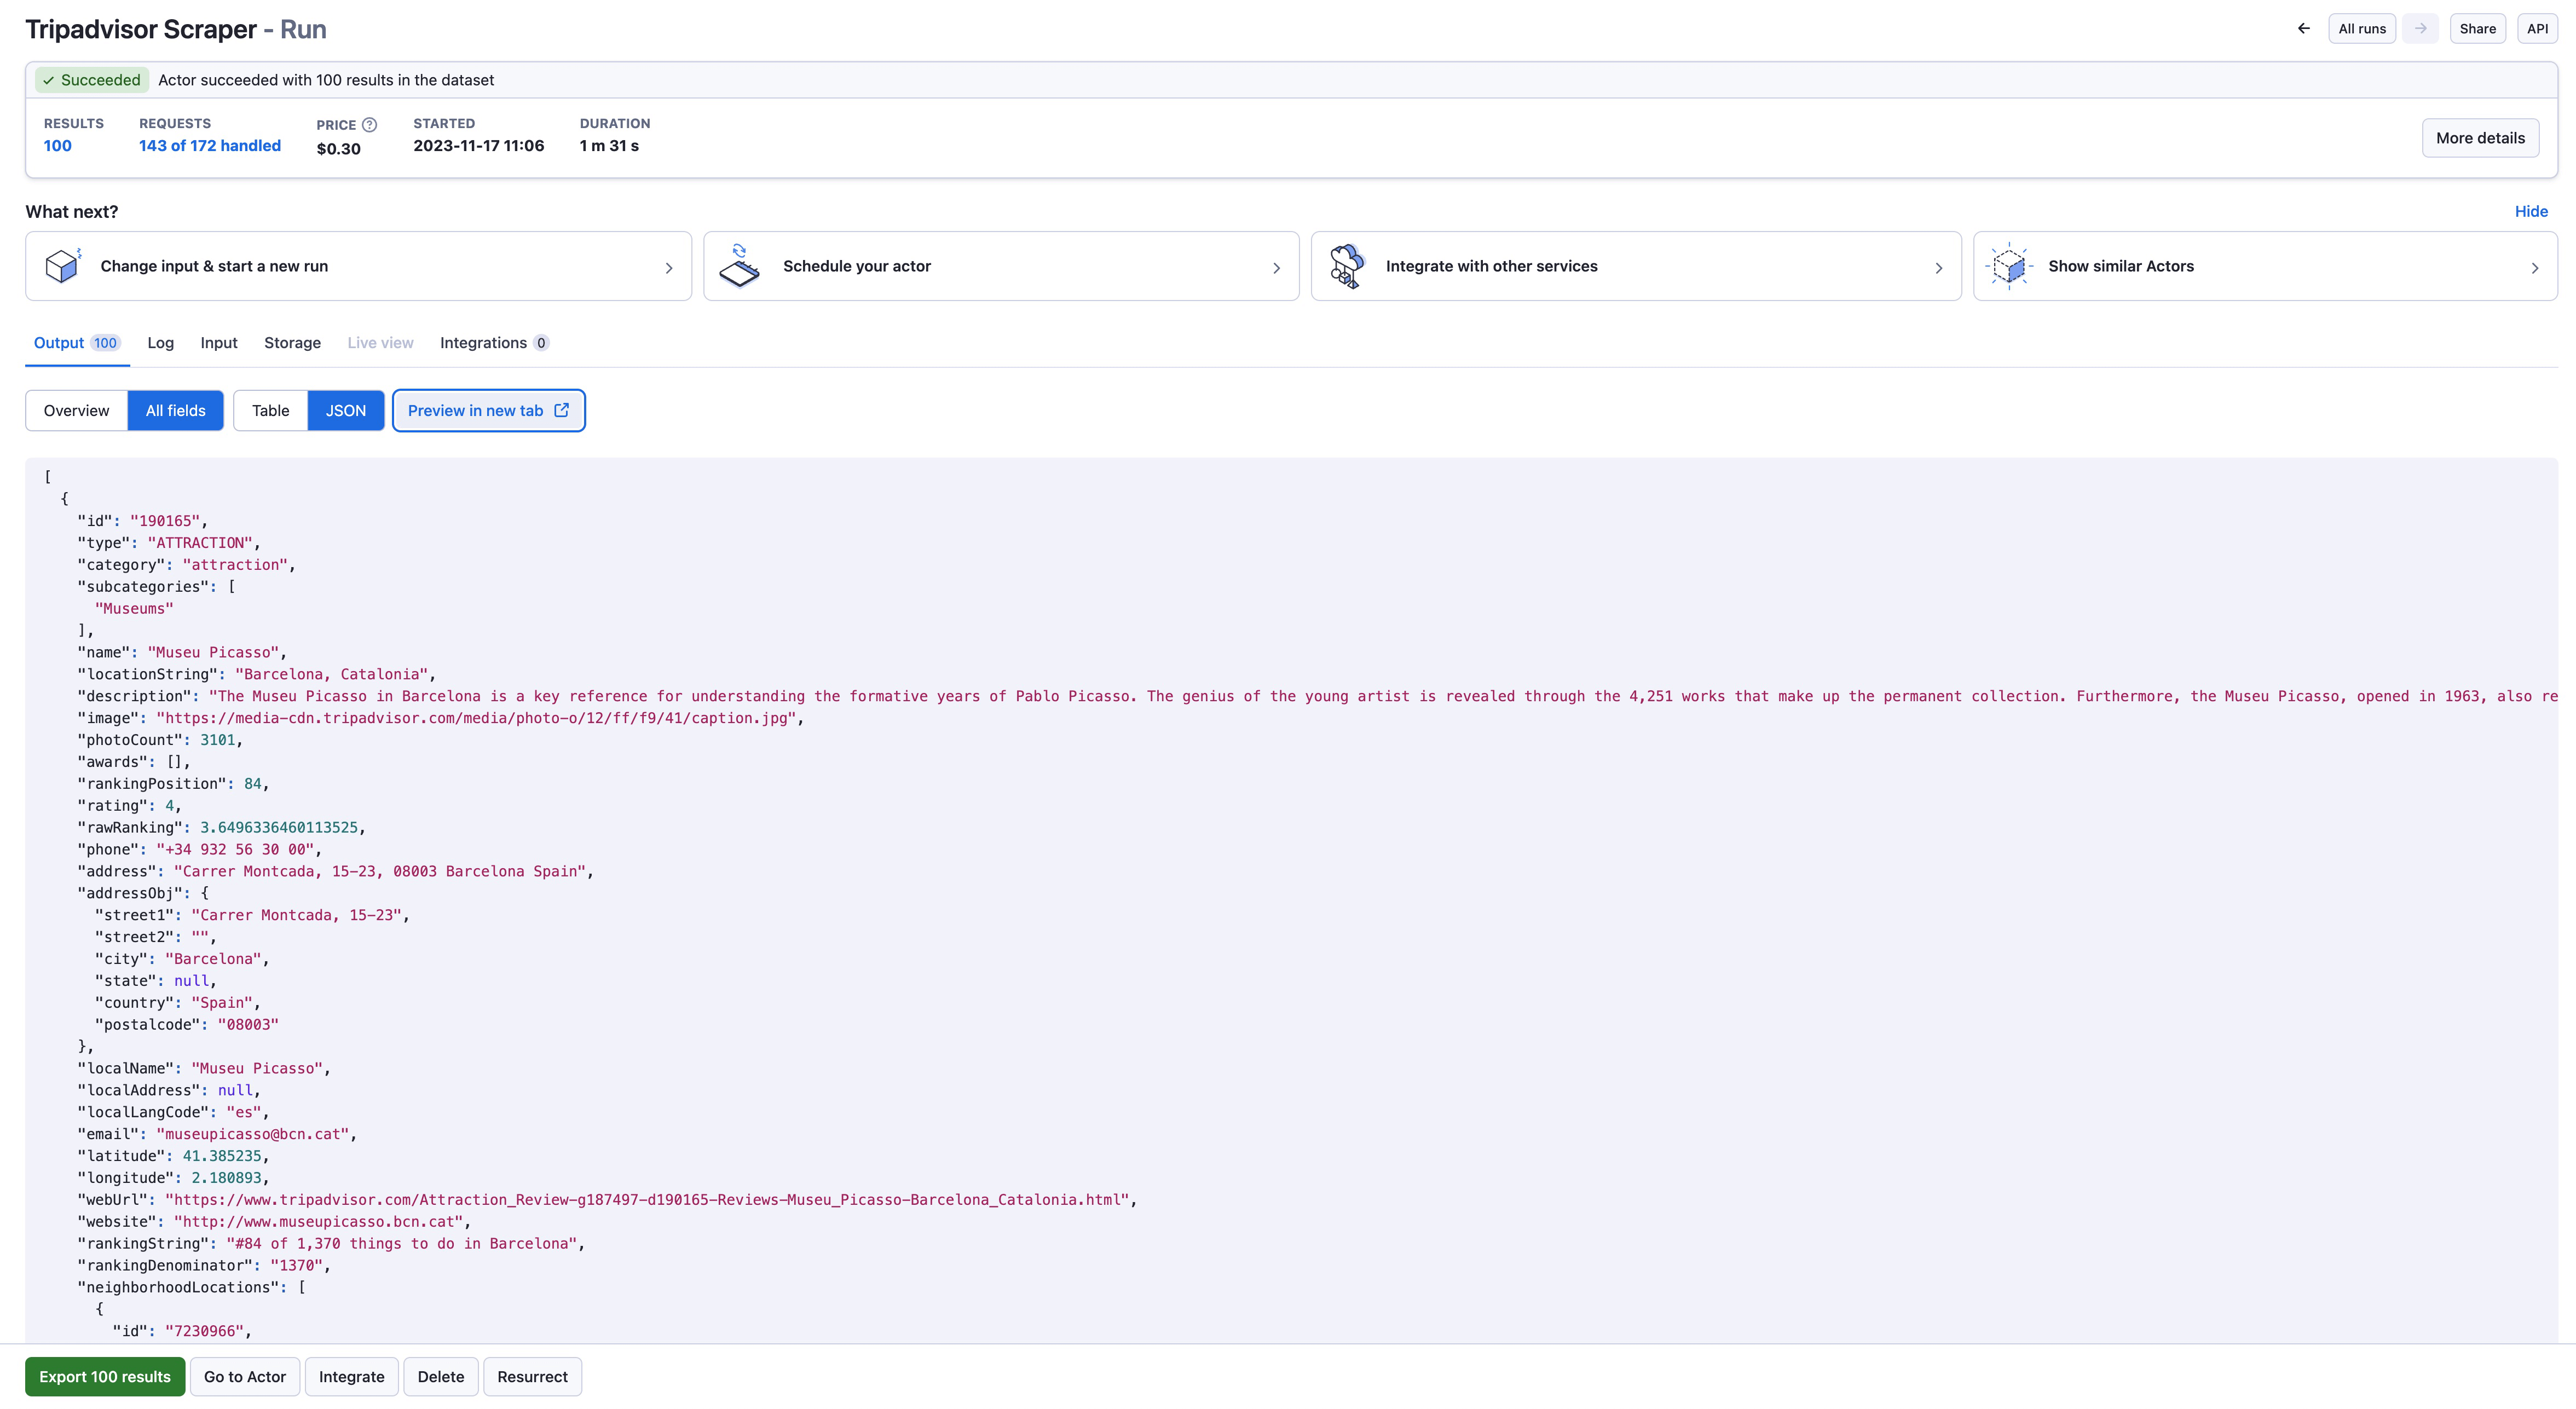 Tripadvisor Scraper - Run
All runs
Share
API
Succeeded Actor succeeded with 100 results in the dataset
RESULTS REQUESTS PRICE STARTED DURATION
100 143 of 172 handled $0.30 2023-11-17 11:06 1 m 31 s
More details
What next?
Hide
Change input & start a new run
Schedule your actor
Integrate with other services
Show similar Actors
Output 100 Log Input Storage Live view Integrations 0
Overview All fields Table JSON Preview in new tab
[
{
"id": "190165",
"type": "ATTRACTION",
"category": "attraction",
"subcategories": [
"Museums"
],
"name": "Museu Picasso",
"locationString": "Barcelona, Catalonia",
"description": "The Museu Picasso in Barcelona is a key reference for understanding the formative years of Pablo Picasso. The genius of the young artist is revealed through the 4,251 works that make up the permanent collection. Furthermore, the Museu Picasso, opened in 1963, also re
"image": "https://media-cdn.tripadvisor.com/media/photo-o/12/ff/f9/41/caption.jpg",
"photoCount": 3101,
"awards": [],
"rankingPosition": 84,
"rating": 4,
"rawRanking": 3.6496336460113525,
"phone": "+34 932 56 30 00",
"address": "Carrer Montcada, 15-23, 08003 Barcelona Spain",
"addressObj": {
"street1": "Carrer Montcada, 15-23",
"street2": "",
"city": "Barcelona",
"state": null,
"country": "Spain",
"postalcode": "08003"
},
"localName": "Museu Picasso",
"localAddress": null,
"localLangCode": "es",
"email": "museupicasso@bcn.cat",
"latitude": 41.385235,
"longitude": 2.180893,
"webUrl": "https://www.tripadvisor.com/Attraction_Review-g187497-d190165-Reviews-Museu_Picasso-Barcelona_Catalonia.html",
"website": "http://www.museupicasso.bcn.cat",
"rankingString": "#84 of 1,370 things to do in Barcelona",
"rankingDenominator": "1370",
"neighborhoodLocations": [
{
"id": "7230966",
Export 100 results Go to Actor Integrate Delete Resurrect